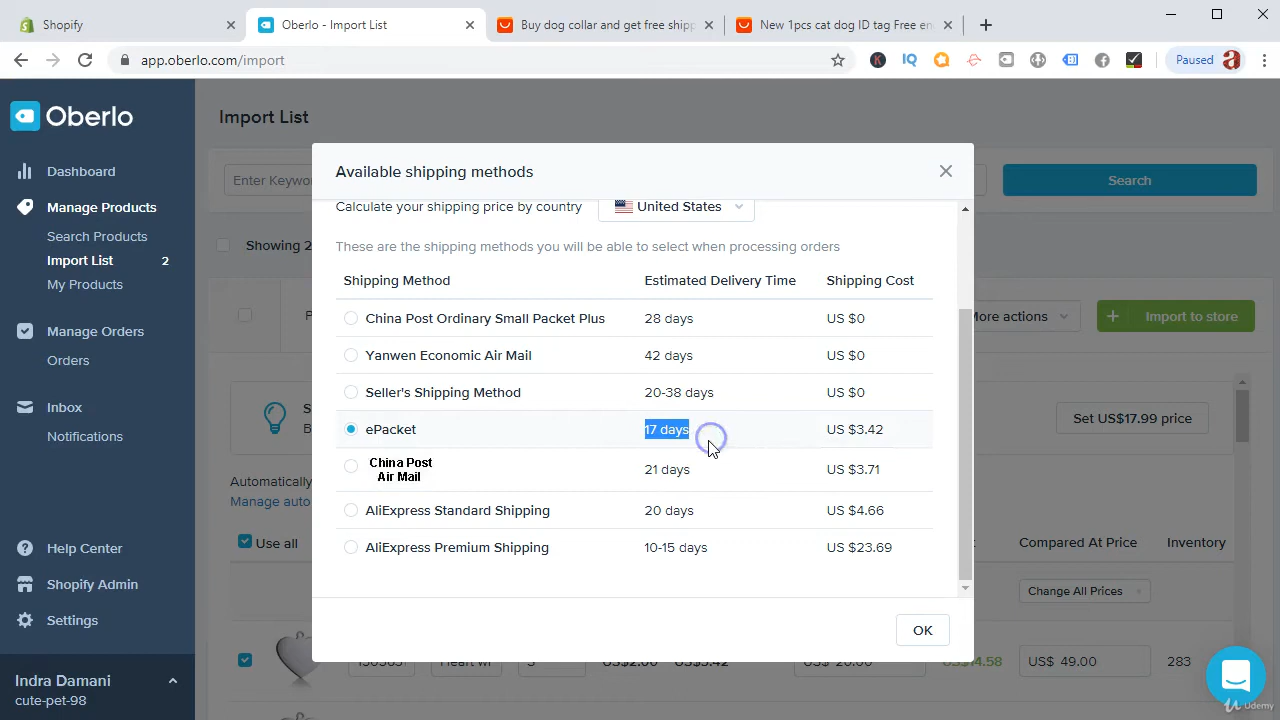 Shopify
Oberlo - Import List
Buy dog collar and get free shipp
New 1pcs cat dog ID tag Free en
app.oberlo.com/import
Paused
Oberlo
Dashboard
Manage Products
Search Products
Import List 2
My Products
Manage Orders
Orders
Inbox
Notifications
Help Center
Shopify Admin
Settings
Indra Damani
cute-pet-98
Import List
Enter Keywo
Search
Showing 2
P
More actions
Import to store
S
B
Set US$17.99 price
Automatically
Manage auto
Use all
Compared At Price
Inventory
Change All Prices
US$ 49.00
283
Available shipping methods
Calculate your shipping price by country
United States
These are the shipping methods you will be able to select when processing orders
Shipping Method Estimated Delivery Time Shipping Cost
China Post Ordinary Small Packet Plus 28 days US $0
Yanwen Economic Air Mail 42 days US $0
Seller's Shipping Method 20-38 days US $0
ePacket 17 days US $3.42
China Post
Air Mail
21 days US $3.71
AliExpress Standard Shipping 20 days US $4.66
AliExpress Premium Shipping 10-15 days US $23.69
OK
Udemy